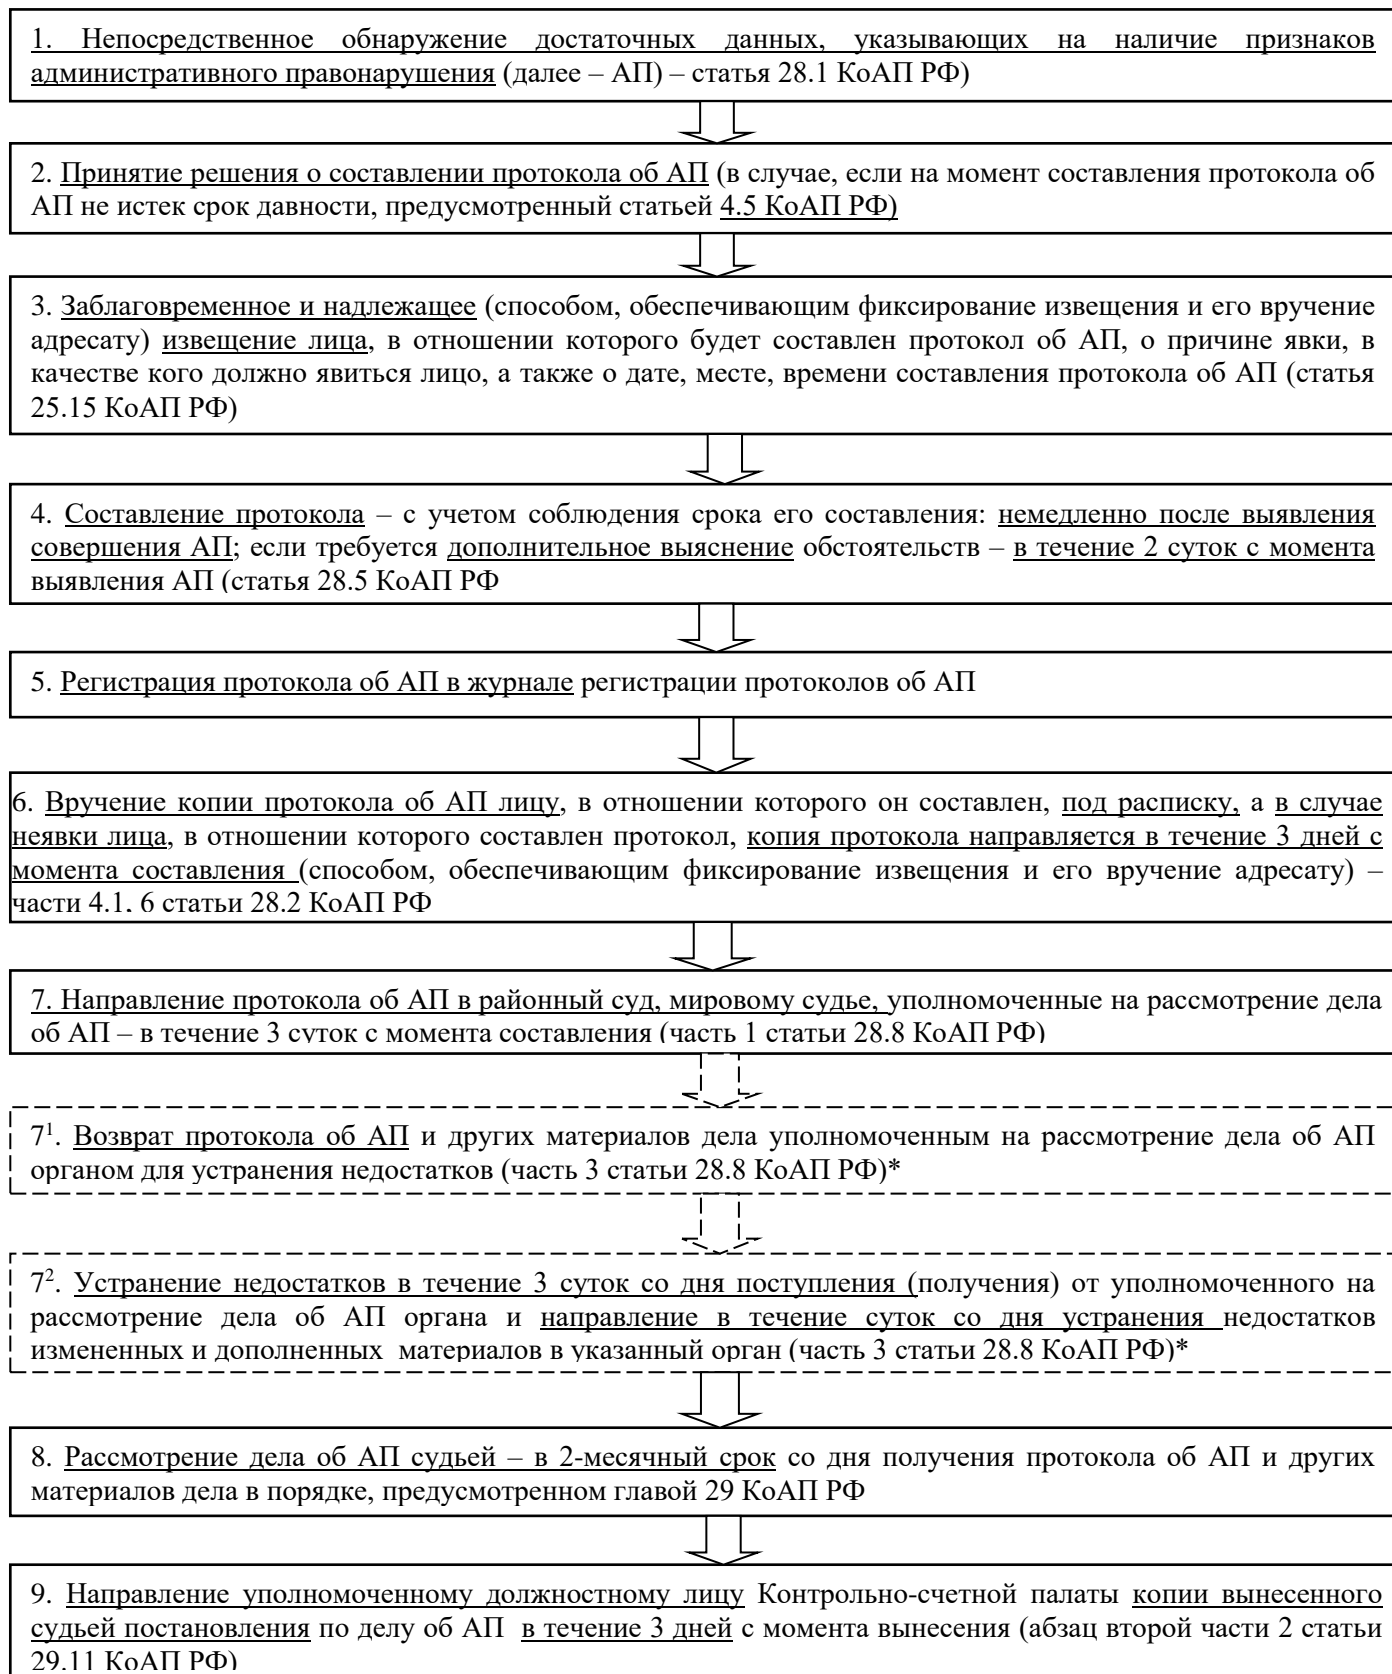 1. Непосредственное обнаружение достаточных данных, указывающих на наличие признаков
административного правонарушения (далее – АП) – статья 28.1 КоАП РФ)
2. Принятие решения о составлении протокола об АП (в случае, если на момент составления протокола об
АП не истек срок давности, предусмотренный статьей 4.5 КоАП РФ)
3. Заблаговременное и надлежащее (способом, обеспечивающим фиксирование извещения и его вручение
адресату) извещение лица, в отношении которого будет составлен протокол об АП, о причине явки, в
качестве кого должно явиться лицо, а также о дате, месте, времени составления протокола об АП (статья
25.15 КоАП РФ)
4. Составление протокола – с учетом соблюдения срока его составления: немедленно после выявления
совершения АП; если требуется дополнительное выяснение обстоятельств – в течение 2 суток с момента
выявления АП (статья 28.5 КоАП РФ
5. Регистрация протокола об АП в журнале регистрации протоколов об АП
6. Вручение копии протокола об АП лицу, в отношении которого он составлен, под расписку, а в случае
неявки лица, в отношении которого составлен протокол, копия протокола направляется в течение 3 дней с
момента составления (способом, обеспечивающим фиксирование извещения и его вручение адресату) –
части 4.1, 6 статьи 28.2 КоАП РФ
7. Направление протокола об АП в районный суд, мировому судье, уполномоченные на рассмотрение дела
об АП – в течение 3 суток с момента составления (часть 1 статьи 28.8 КоАП РФ)
7¹. Возврат протокола об АП и других материалов дела уполномоченным на рассмотрение дела об АП
органом для устранения недостатков (часть 3 статьи 28.8 КоАП РФ)*
7². Устранение недостатков в течение 3 суток со дня поступления (получения) от уполномоченного на
рассмотрение дела об АП органа и направление в течение суток со дня устранения недостатков
измененных и дополненных материалов в указанный орган (часть 3 статьи 28.8 КоАП РФ)*
8. Рассмотрение дела об АП судьей – в 2-месячный срок со дня получения протокола об АП и других
материалов дела в порядке, предусмотренном главой 29 КоАП РФ
9. Направление уполномоченному должностному лицу Контрольно-счетной палаты копии вынесенного
судьей постановления по делу об АП в течение 3 дней с момента вынесения (абзац второй части 2 статьи
29.11 КоАП РФ)